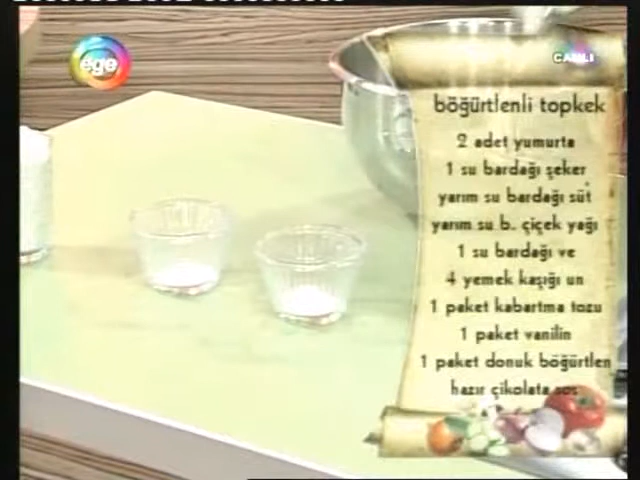 ege
CANLI
böğürtlenli topkek
2 adet yumurta
1 su bardağı şeker
yarım su bardağı süt
yarım su b. çiçek yağı
1 su bardağı ve
4 yemek kaşığı un
1 paket kabartma tozu
1 paket vanilin
1 paket donuk böğürtlen
hazır çikolata sos